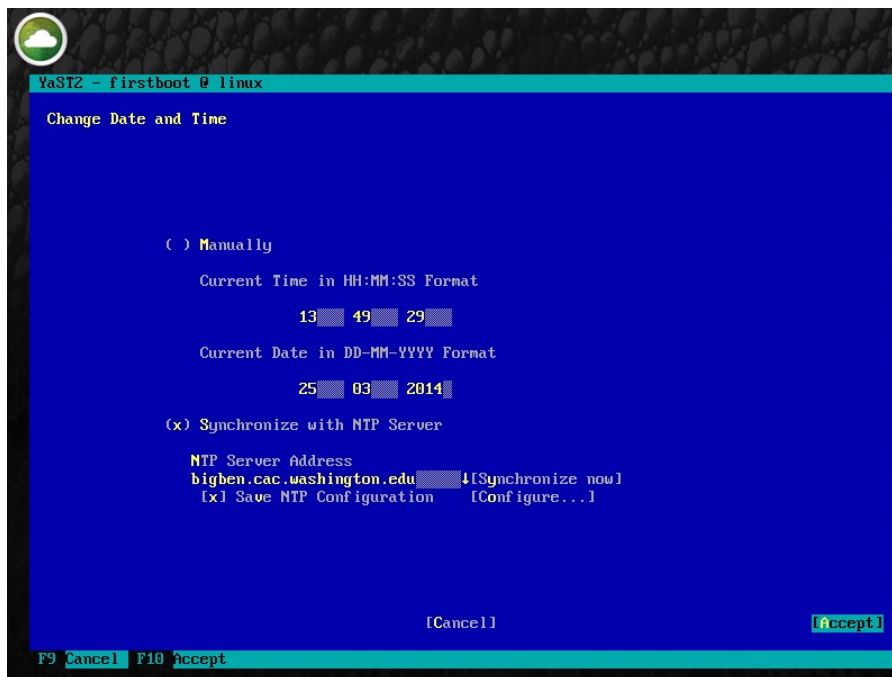 YaST2 - firstboot @ linux
Change Date and Time
( ) Manually
Current Time in HH:MM:SS Format
13 49 29
Current Date in DD-MM-YYYY Format
25 03 2014
(x) Synchronize with NTP Server
NTP Server Address
bigben.cac.washington.edu ↓[Synchronize now]
[x] Save NTP Configuration [Configure...]
[Cancel] [Accept]
F9 Cancel F10 Accept